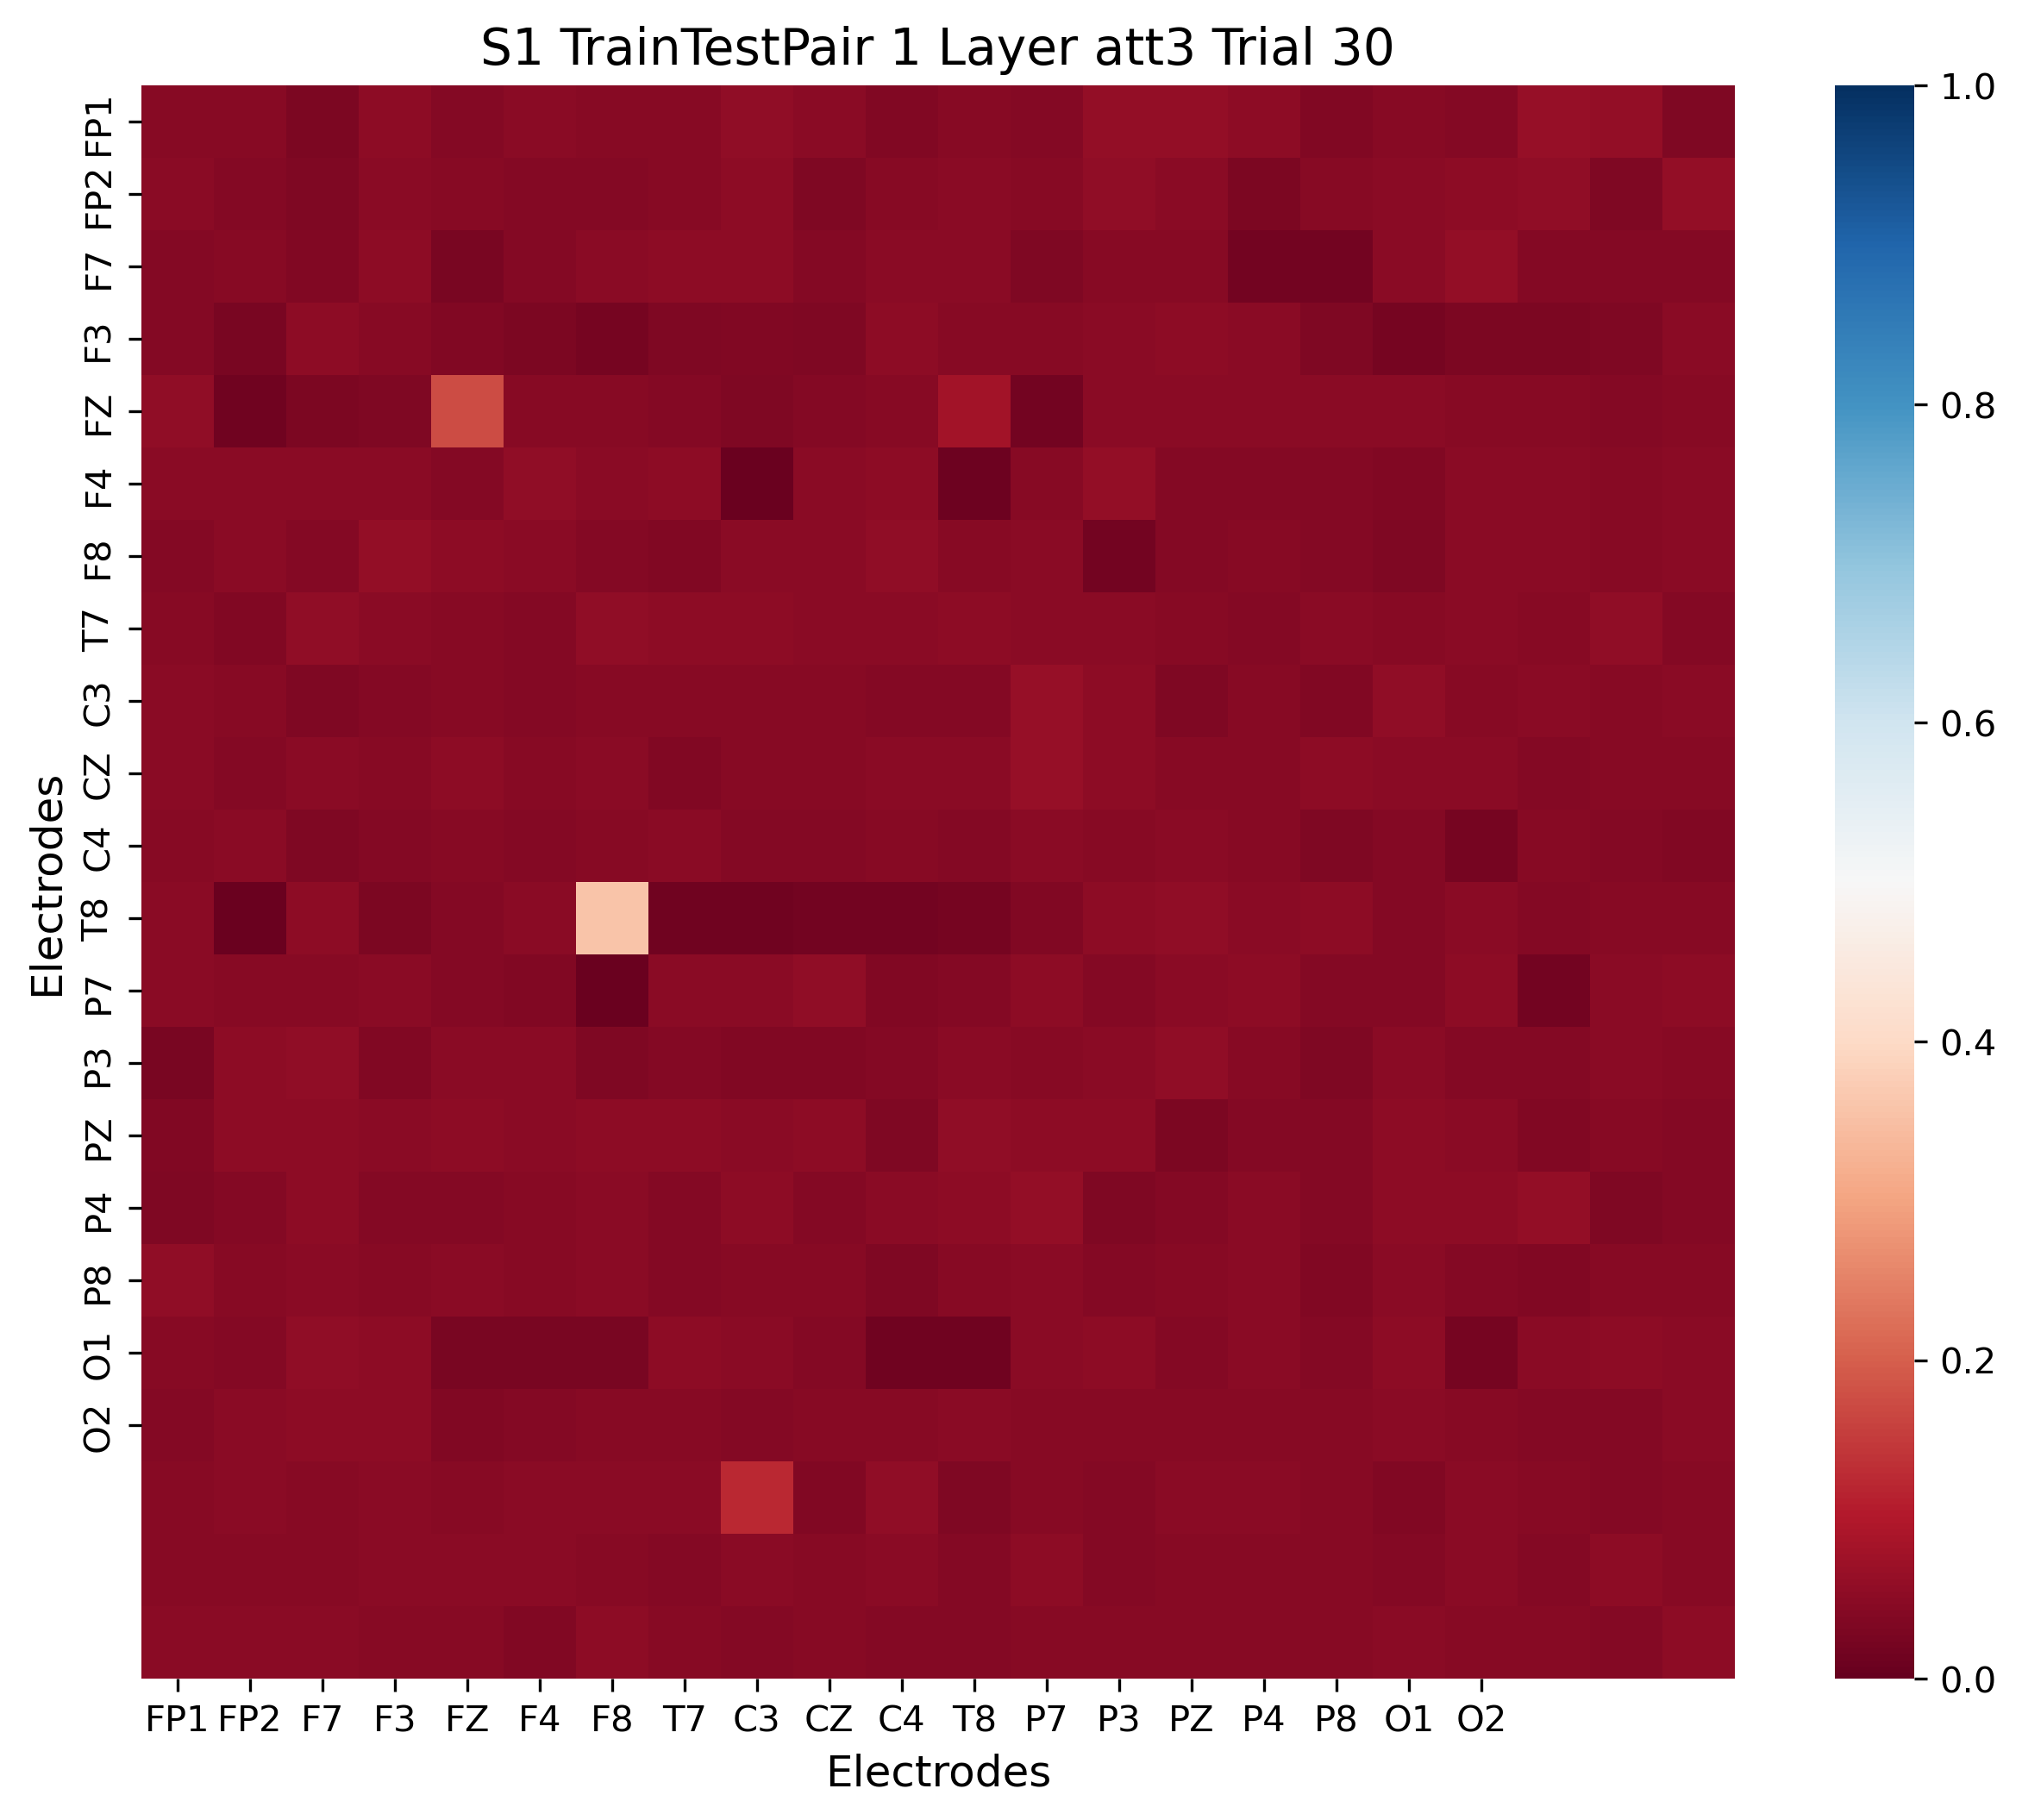 S1 TrainTestPair 1 Layer att3 Trial 30
Electrodes
FP1
FP2
F7
F3
FZ
F4
F8
T7
C3
CZ
C4
T8
P7
P3
PZ
P4
P8
O1
O2
FP1 FP2 F7 F3 FZ F4 F8 T7 C3 CZ C4 T8 P7 P3 PZ P4 P8 O1 O2
Electrodes
1.0
0.8
0.6
0.4
0.2
0.0